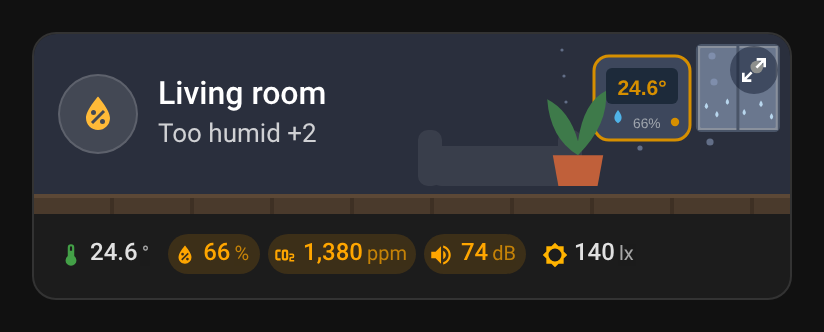 Living room
Too humid +2
24.6°
66%
24.6 °
66 %
CO2 1,380 ppm
74 dB
140 lx